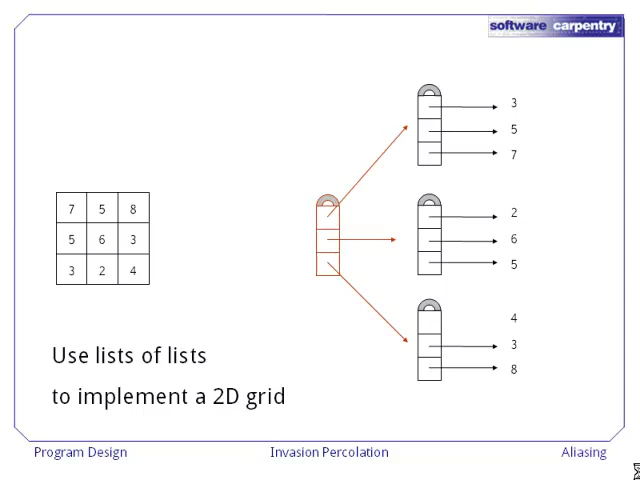 software carpentry
7 5 8
5 6 3
3 2 4
3
5
7
2
6
5
4
3
8
Use lists of lists
to implement a 2D grid
Program Design
Invasion Percolation
Aliasing